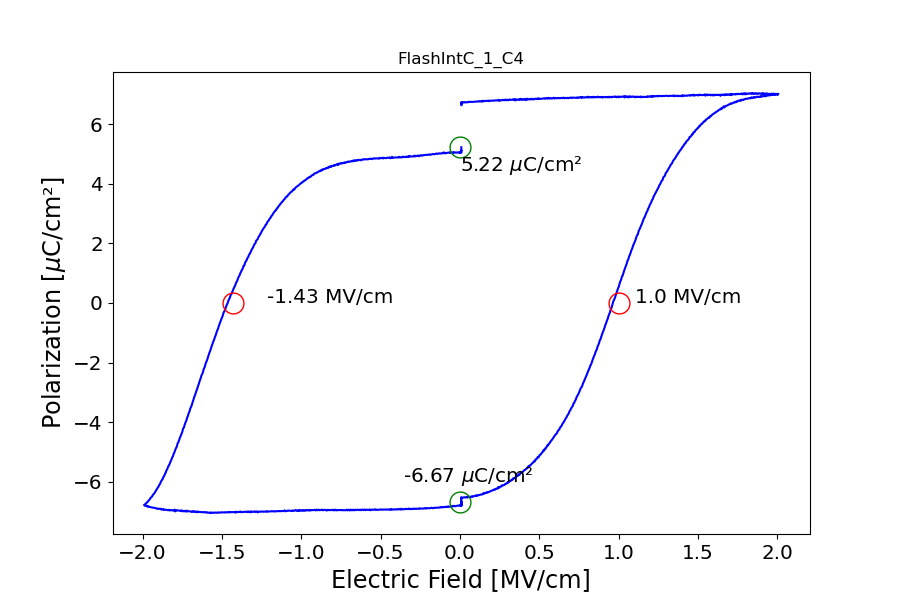 FlashIntC_1_C4
Polarization [μC/cm²]
6
4
2
0
−2
−4
−6
5.22 μC/cm²
-1.43 MV/cm
1.0 MV/cm
-6.67 μC/cm²
−2.0 −1.5 −1.0 −0.5 0.0 0.5 1.0 1.5 2.0
Electric Field [MV/cm]